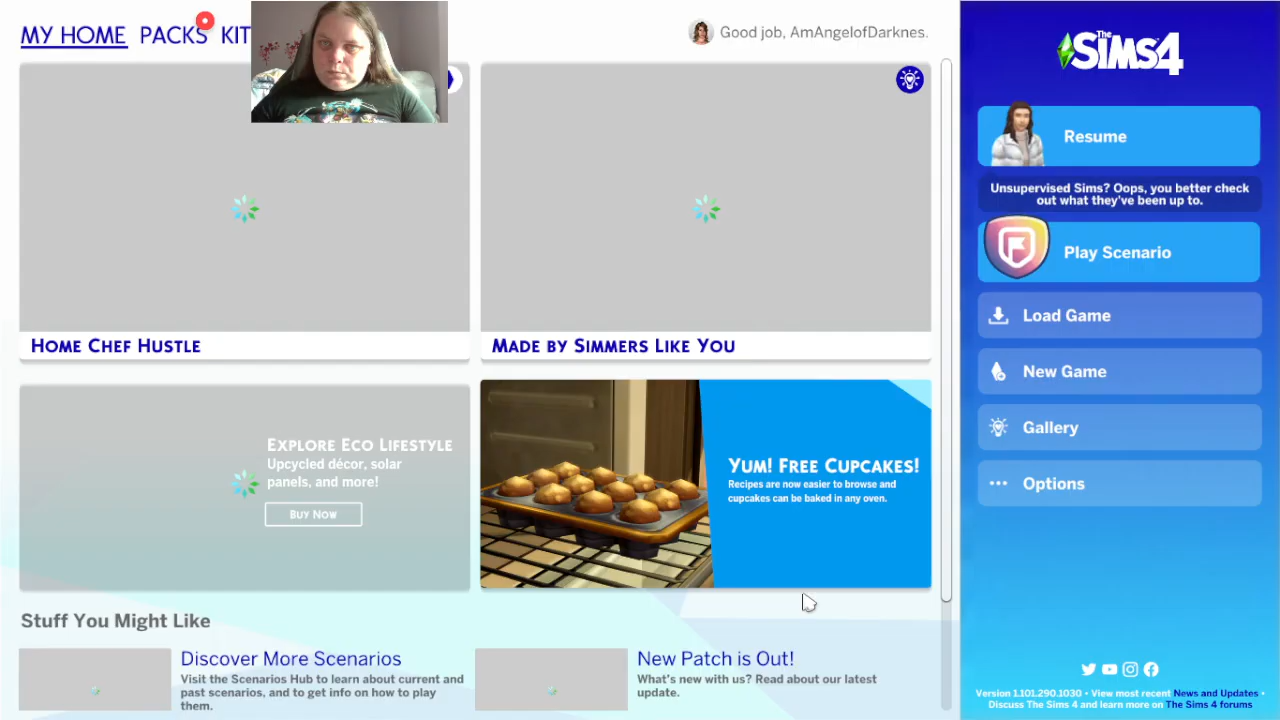 MY HOME PACKS KIT
Good job, AmAngelofDarknes.
HOME CHEF HUSTLE
MADE BY SIMMERS LIKE YOU
EXPLORE ECO LIFESTYLE
Upcycled décor, solar
panels, and more!
Buy Now
YUM! FREE CUPCAKES!
Recipes are now easier to browse and
cupcakes can be baked in any oven.
Stuff You Might Like
Discover More Scenarios
Visit the Scenarios Hub to learn about current and
past scenarios, and to get info on how to play
them.
New Patch is Out!
What's new with us? Read about our latest
update.
The SIMS 4
Resume
Unsupervised Sims? Oops, you better check
out what they've been up to.
Play Scenario
Load Game
New Game
Gallery
Options
Version 1.101.290.1030 • View most recent News and Updates •
Discuss The Sims 4 and learn more on The Sims 4 forums